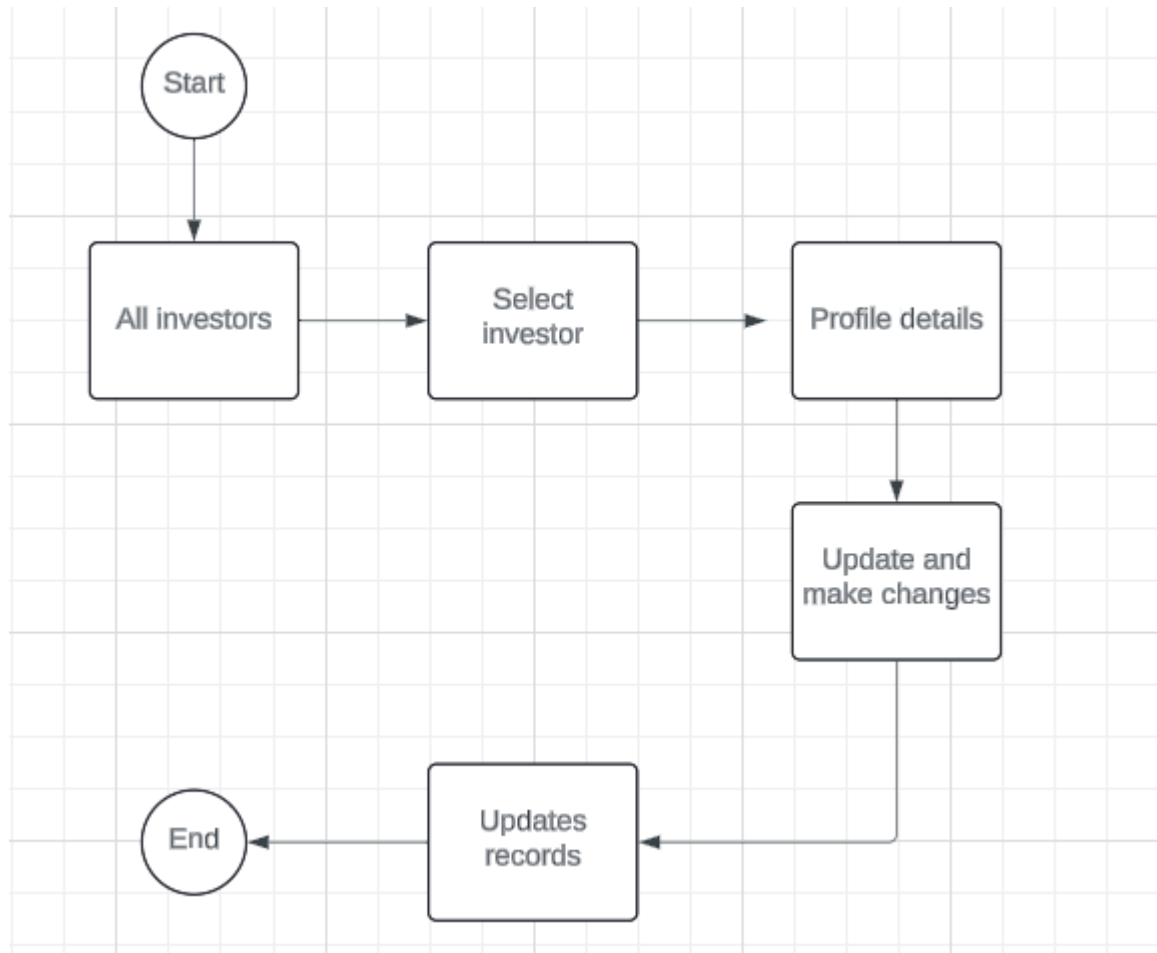 Start
All investors
Select
investor
Profile details
Update and
make changes
Updates
records
End